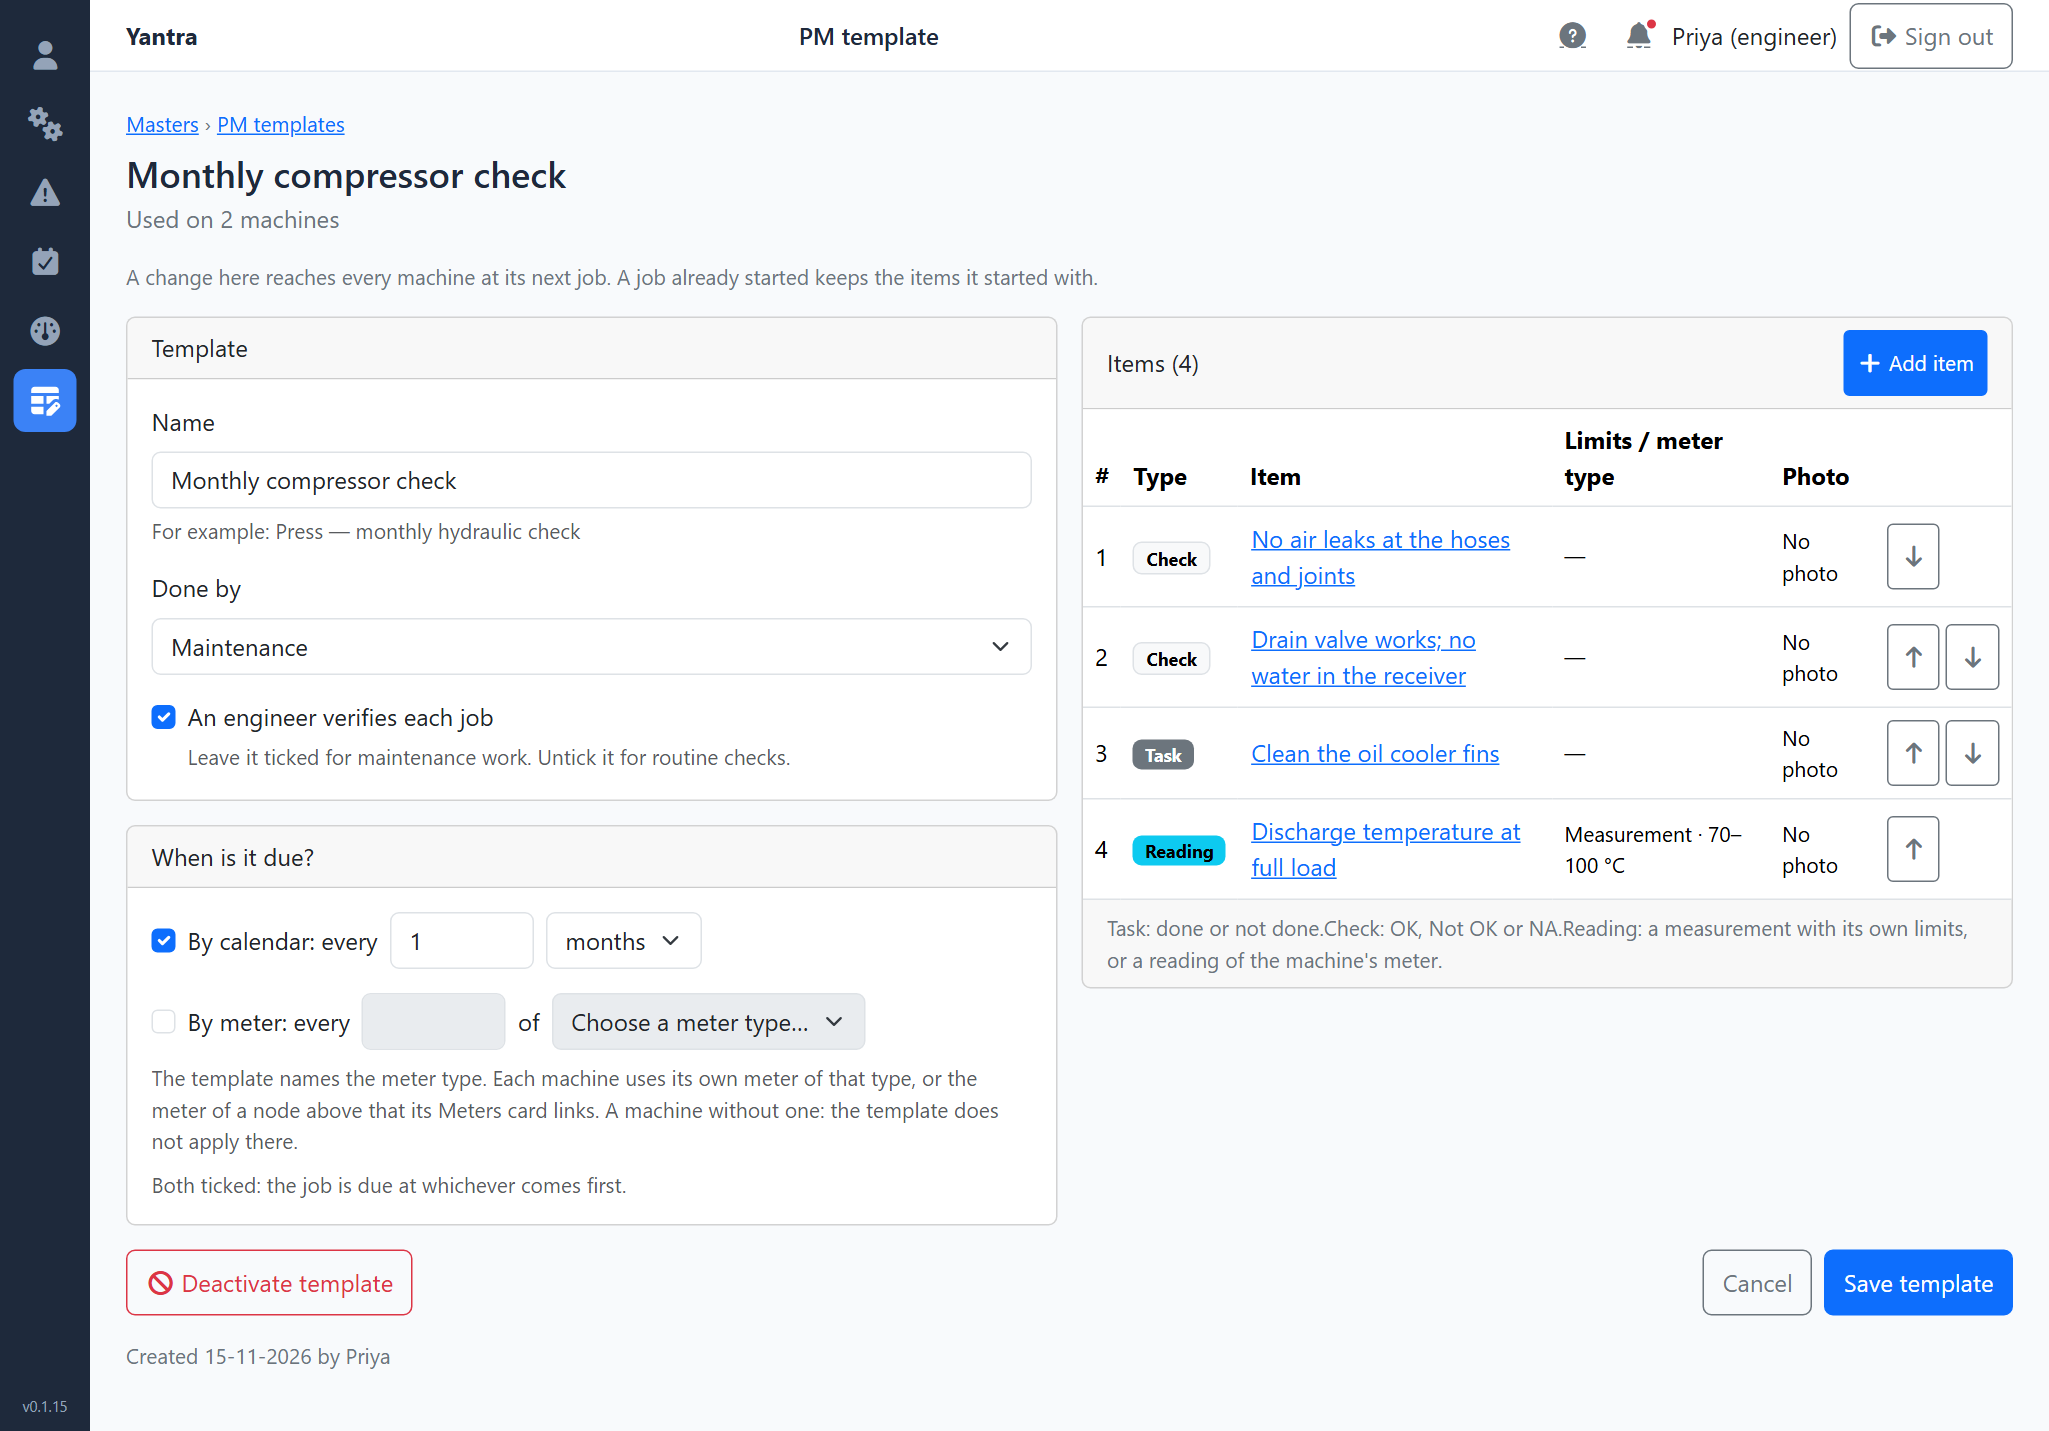 Yantra
PM template
Priya (engineer)
Sign out
Masters › PM templates
Monthly compressor check
Used on 2 machines
A change here reaches every machine at its next job. A job already started keeps the items it started with.
Template
Name
Monthly compressor check
For example: Press — monthly hydraulic check
Done by
Maintenance
An engineer verifies each job
Leave it ticked for maintenance work. Untick it for routine checks.
When is it due?
By calendar: every 1 months
By meter: every of Choose a meter type...
The template names the meter type. Each machine uses its own meter of that type, or the
meter of a node above that its Meters card links. A machine without one: the template does
not apply there.
Both ticked: the job is due at whichever comes first.
Items (4)
Add item
# Type Item Limits / meter type Photo
1 Check No air leaks at the hoses and joints — No photo
2 Check Drain valve works; no water in the receiver — No photo
3 Task Clean the oil cooler fins — No photo
4 Reading Discharge temperature at full load Measurement · 70–100 °C No photo
Task: done or not done.Check: OK, Not OK or NA.Reading: a measurement with its own limits,
or a reading of the machine's meter.
Deactivate template
Cancel
Save template
Created 15-11-2026 by Priya
v0.1.15